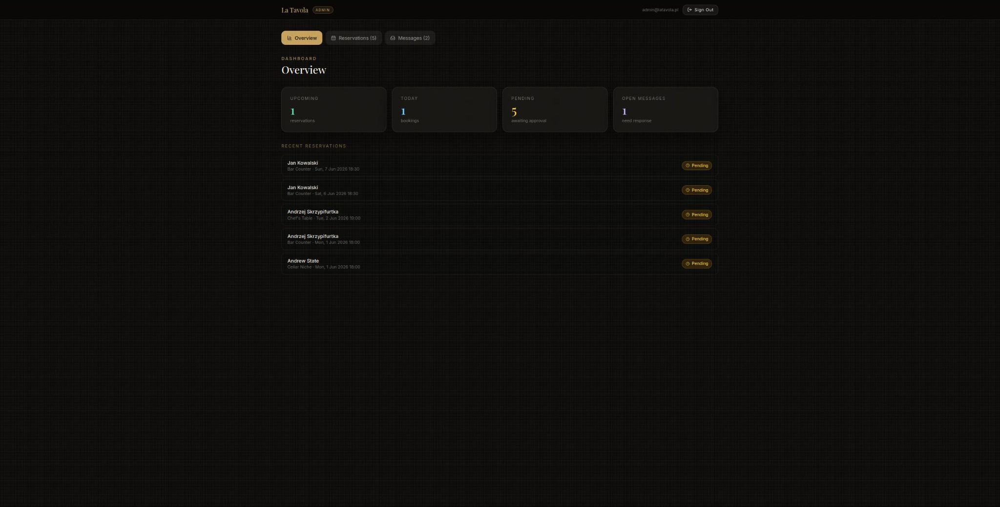 La Tavola ADMIN admin@latavola.pl Sign Out
Overview Reservations (5) Messages (2)
DASHBOARD
Overview
UPCOMING TODAY PENDING OPEN MESSAGES
1 1 5 1
reservations bookings awaiting approval need response
RECENT RESERVATIONS
Jan Kowalski
Bar Counter · Sun, 7 Jun 2026 18:30
Pending
Jan Kowalski
Bar Counter · Sat, 6 Jun 2026 18:30
Pending
Andrzej Skrzypifurtka
Chef's Table · Tue, 2 Jun 2026 19:00
Pending
Andrzej Skrzypifurtka
Bar Counter · Mon, 1 Jun 2026 18:00
Pending
Andrew State
Cellar Niche · Mon, 1 Jun 2026 18:00
Pending